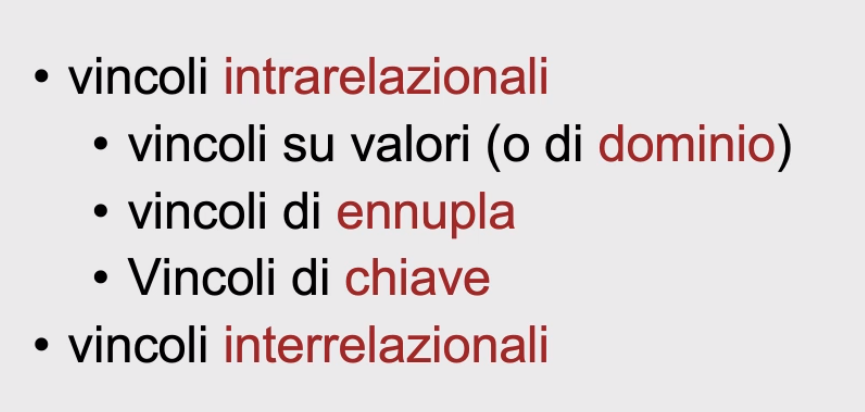 • vincoli intrarelazionali
• vincoli su valori (o di dominio)
• vincoli di ennupla
• Vincoli di chiave
• vincoli interrelazionali